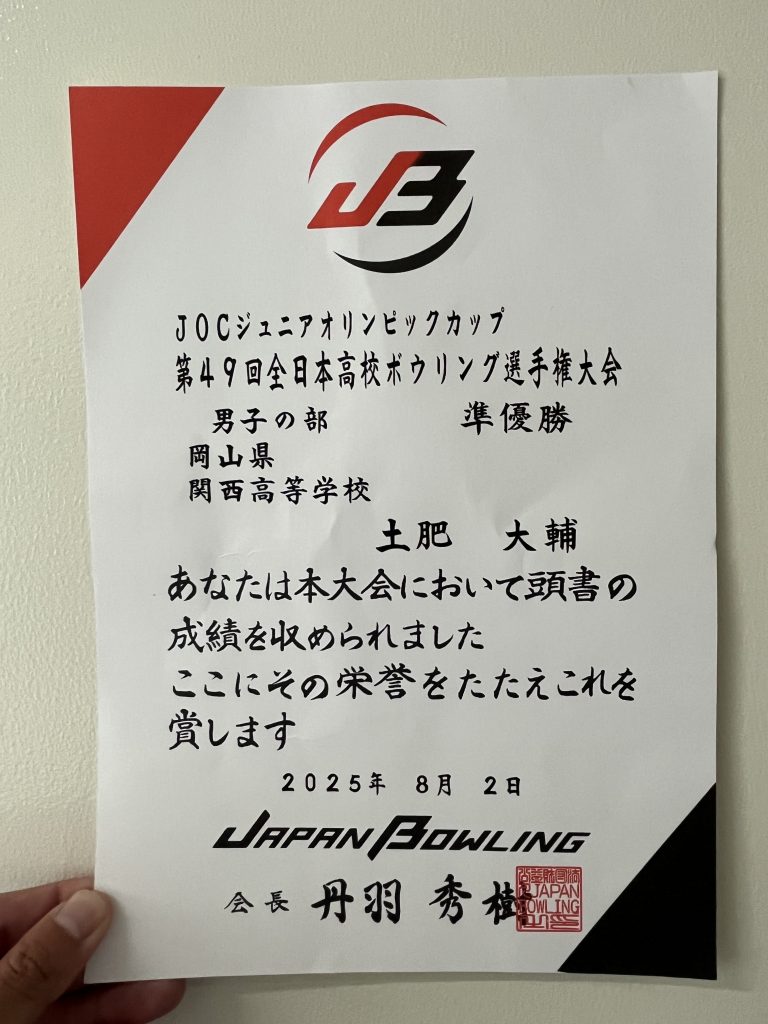 JB
JOCジュニアオリンピックカップ
第49回全日本高校ボウリング選手権大会
男子の部 準優勝
岡山県
関西高等学校
土肥 大輔
あなたは本大会において頭書の
成績を収められました
ここにその栄誉をたたえこれを
賞します
2025年 8月 2日
JAPAN BOWLING
会長 丹羽 秀樹
JAPAN
BOWLING